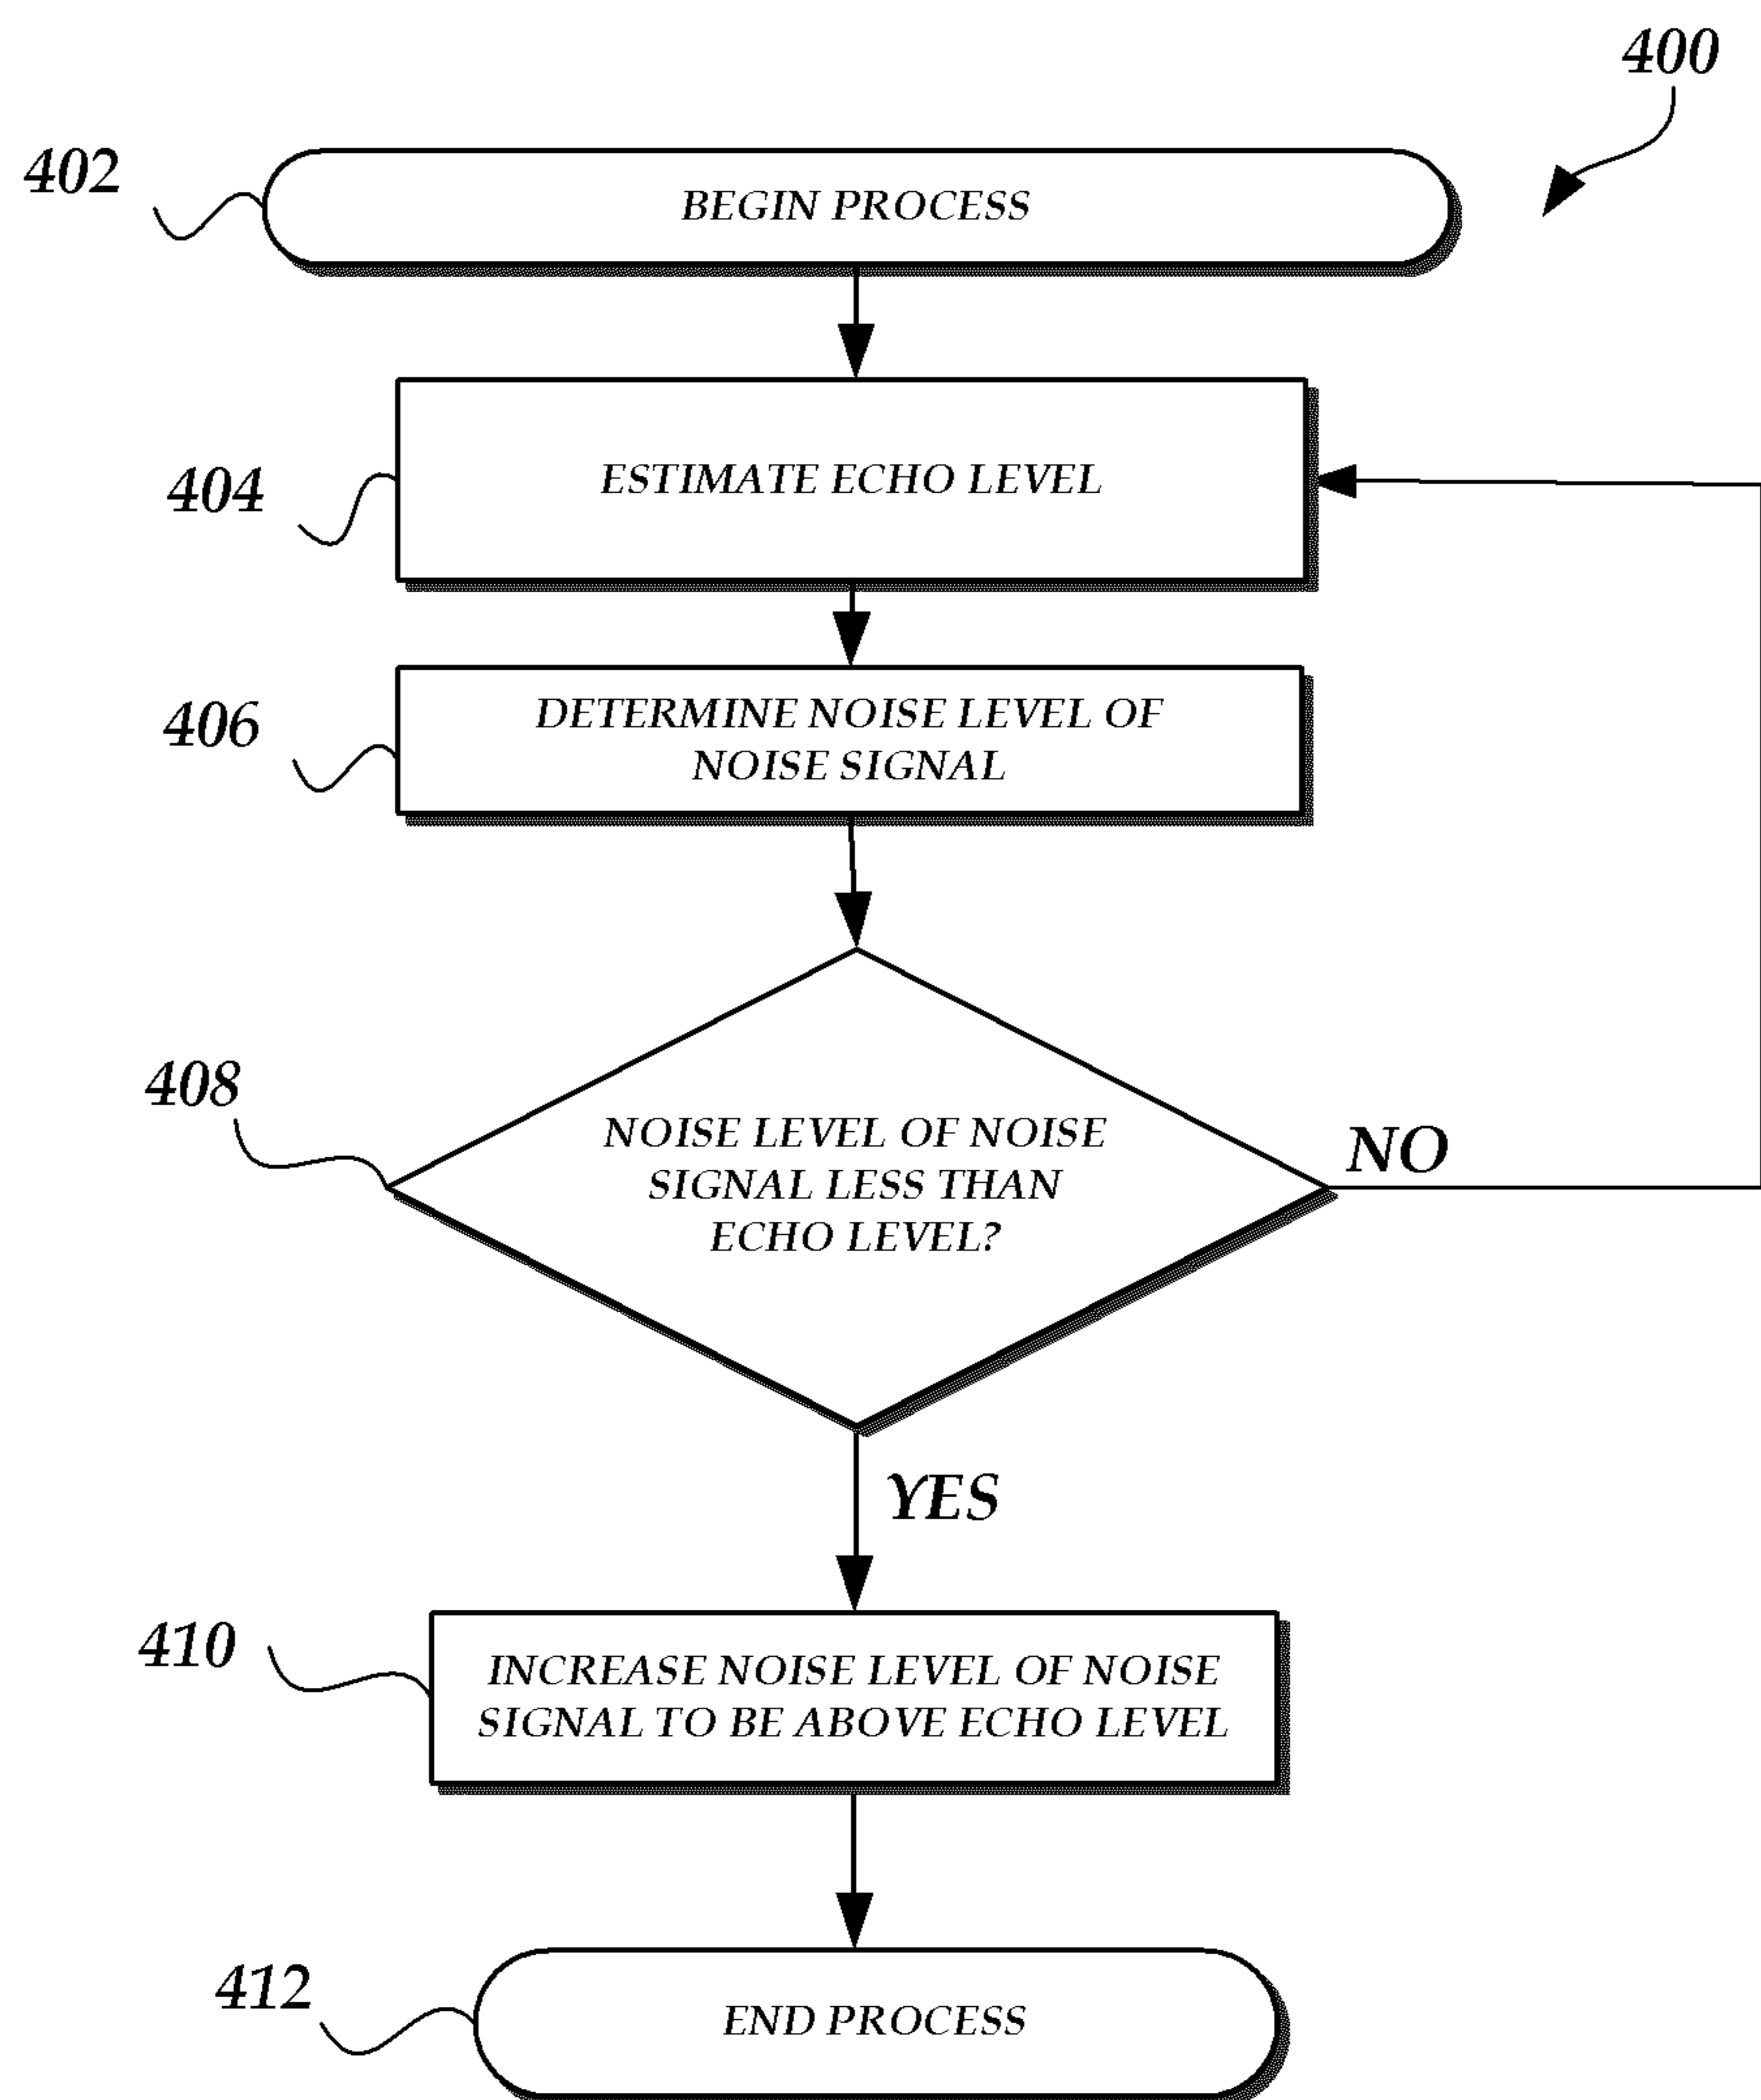 400
402
BEGIN PROCESS
404
ESTIMATE ECHO LEVEL
406
DETERMINE NOISE LEVEL OF
NOISE SIGNAL
408
NOISE LEVEL OF NOISE
SIGNAL LESS THAN
ECHO LEVEL?
NO
YES
410
INCREASE NOISE LEVEL OF NOISE
SIGNAL TO BE ABOVE ECHO LEVEL
412
END PROCESS